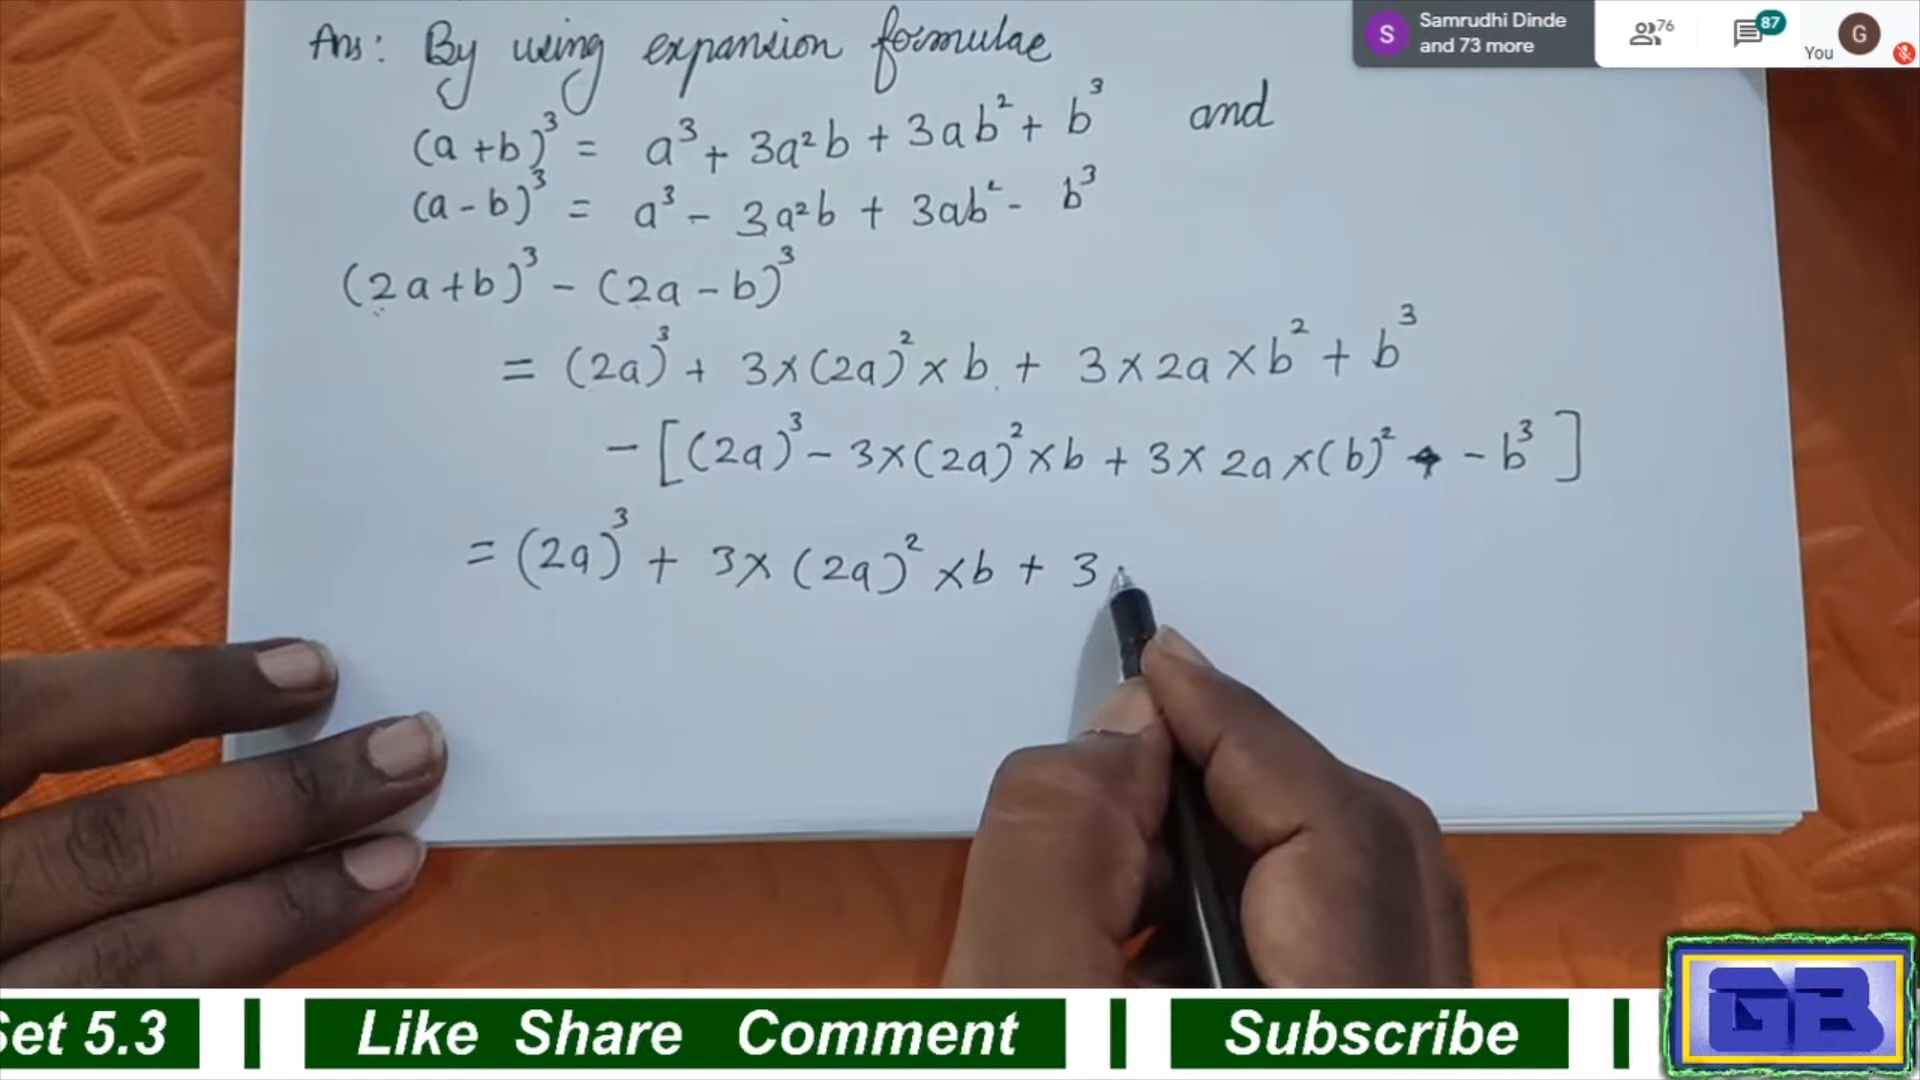 Samrudhi Dinde
and 73 more
S
76
87
You
G
Ans: By using expansion formulae
(a+b)³ = a³ + 3a²b + 3ab² + b³ and
(a-b)³ = a³ - 3a²b + 3ab² - b³
(2a+b)³ - (2a-b)³
= (2a)³ + 3×(2a)²×b + 3×2a×b² + b³
- [(2a)³ - 3×(2a)²×b + 3×2a×(b)² - b³]
= (2a)³ + 3×(2a)²×b + 3
Set 5.3 | Like Share Comment | Subscribe |
GB